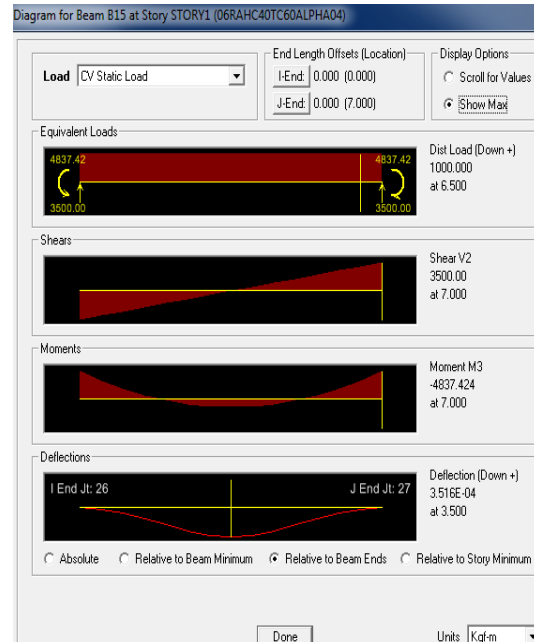 Diagram for Beam B15 at Story STORY1 (06RAHC40TC60ALPHA04)
Load CV Static Load
End Length Offsets (Location)
I-End: 0.000 (0.000)
J-End: 0.000 (7.000)
Display Options
Scroll for Values
Show Max
Equivalent Loads
4837.42 4837.42
3500.00 3500.00
Dist Load (Down +)
1000.000
at 6.500
Shears
Shear V2
3500.00
at 7.000
Moments
Moment M3
-4837.424
at 7.000
Deflections
I End Jt: 26 J End Jt: 27
Deflection (Down +)
3.516E-04
at 3.500
Absolute Relative to Beam Minimum Relative to Beam Ends Relative to Story Minimum
Done Units Kgf-m